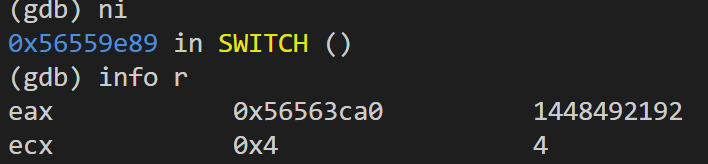 (gdb) ni
0x56559e89 in SWITCH ()
(gdb) info r
eax 0x56563ca0 1448492192
ecx 0x4 4